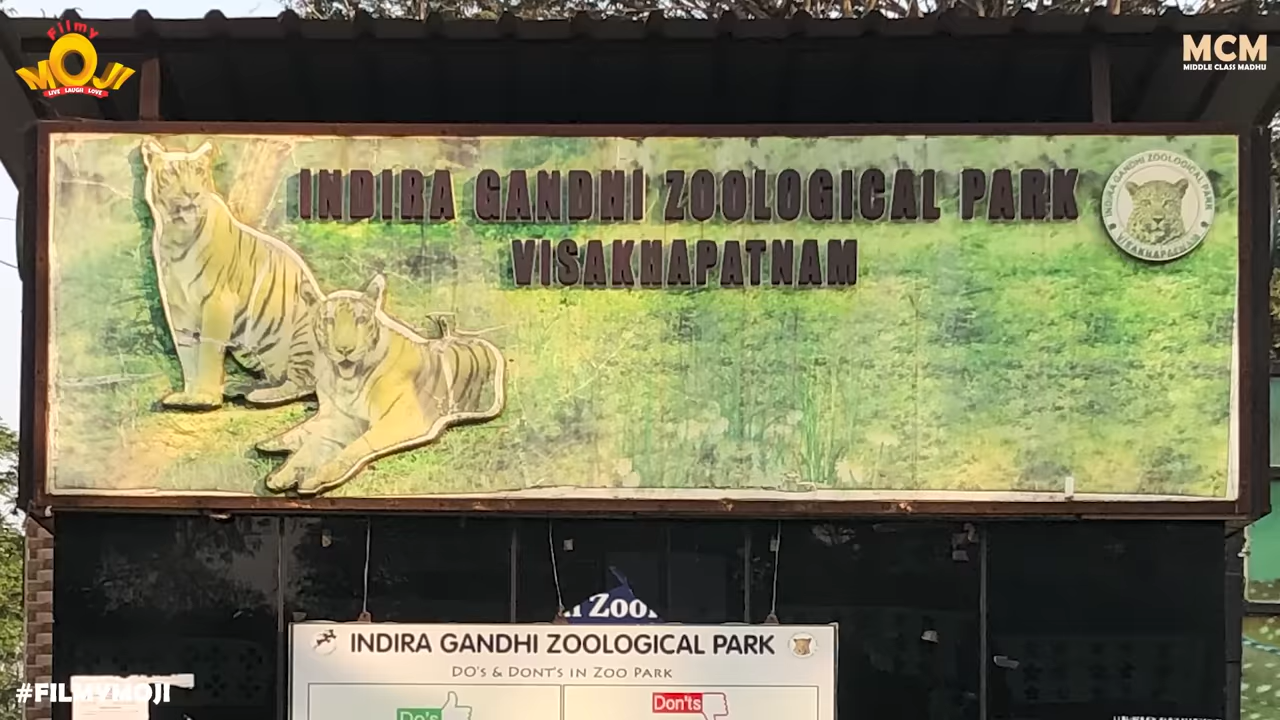 Filmy
MOJI
LIVE LAUGH LOVE
MCM
MIDDLE CLASS MADHU
INDIRA GANDHI ZOOLOGICAL PARK
VISAKHAPATNAM
INDIRA GANDHI ZOOLOGICAL PARK
VISAKHAPATNAM
Zoo
INDIRA GANDHI ZOOLOGICAL PARK
DO's & DONT's IN ZOO PARK
Do's
Don'ts
#FILMYMOJI